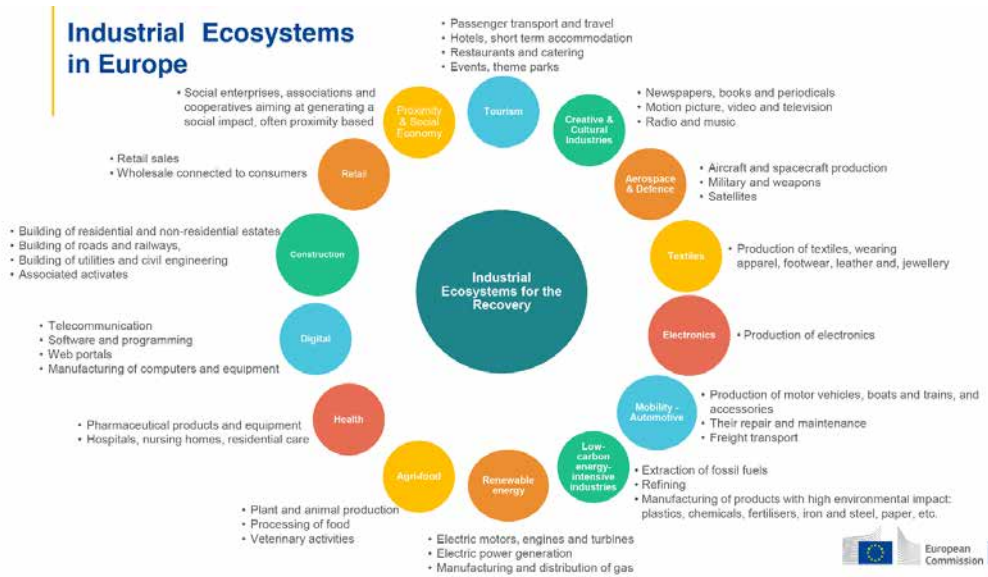 Industrial Ecosystems
in Europe
• Passenger transport and travel
• Hotels, short term accommodation
• Restaurants and catering
• Events, theme parks
Tourism
• Newspapers, books and periodicals
• Motion picture, video and television
• Radio and music
Creative &
Cultural
Industries
• Aircraft and spacecraft production
• Military and weapons
• Satellites
Aerospace
& Defence
• Production of textiles, wearing
apparel, footwear, leather and, jewellery
Textiles
• Production of electronics
Electronics
• Production of motor vehicles, boats and trains, and
accessories
• Their repair and maintenance
• Freight transport
Mobility -
Automotive
• Extraction of fossil fuels
• Refining
• Manufacturing of products with high environmental impact:
plastics, chemicals, fertilisers, iron and steel, paper, etc.
Low-
carbon
energy-
intensive
industries
• Electric motors, engines and turbines
• Electric power generation
• Manufacturing and distribution of gas
Renewable
energy
• Plant and animal production
• Processing of food
• Veterinary activities
Agri-food
• Pharmaceutical products and equipment
• Hospitals, nursing homes, residential care
Health
• Telecommunication
• Software and programming
• Web portals
• Manufacturing of computers and equipment
Digital
• Building of residential and non-residential estates
• Building of roads and railways,
• Building of utilities and civil engineering
• Associated activates
Construction
• Retail sales
• Wholesale connected to consumers
Retail
• Social enterprises, associations and
cooperatives aiming at generating a
social impact, often proximity based
Proximity
& Social
Economy
Industrial
Ecosystems for the
Recovery
European
Commission